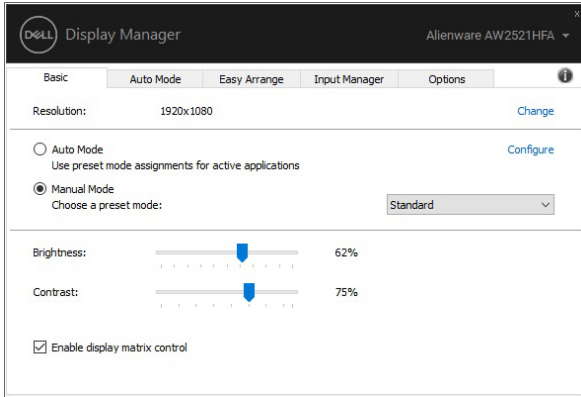 DELL Display Manager
Alienware AW2521HFA
Basic Auto Mode Easy Arrange Input Manager Options
Resolution: 1920x1080 Change
Auto Mode Configure
Use preset mode assignments for active applications
Manual Mode
Choose a preset mode: Standard
Brightness: 62%
Contrast: 75%
Enable display matrix control